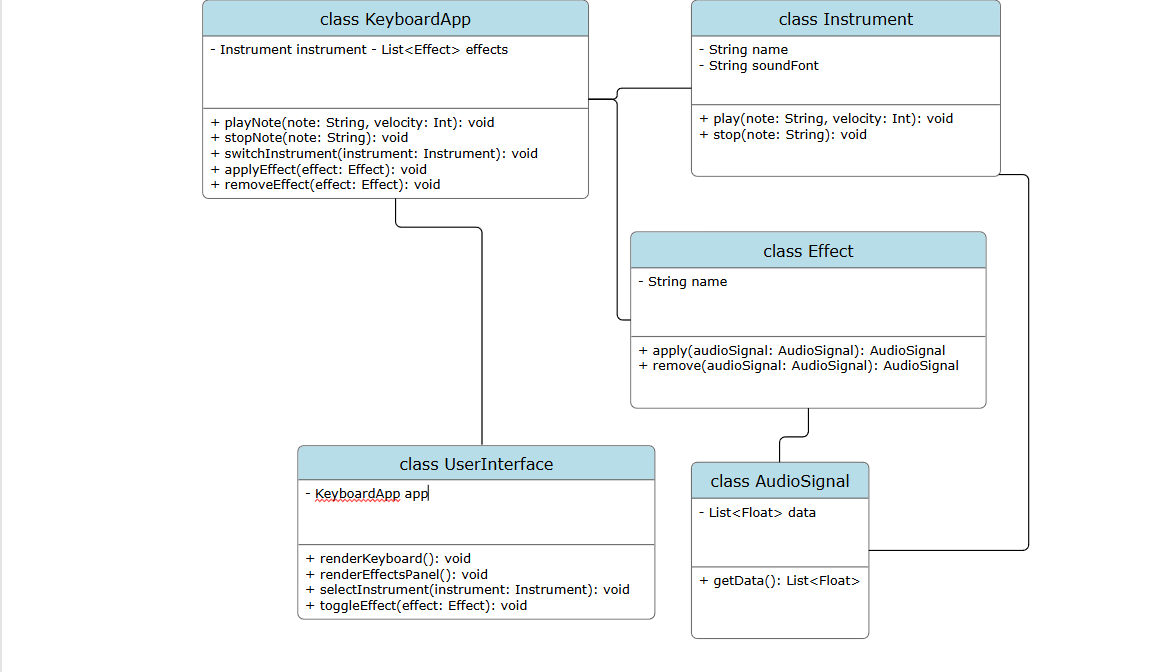 class KeyboardApp
- Instrument instrument - List<Effect> effects
+ playNote(note: String, velocity: Int): void
+ stopNote(note: String): void
+ switchInstrument(instrument: Instrument): void
+ applyEffect(effect: Effect): void
+ removeEffect(effect: Effect): void
class Instrument
- String name
- String soundFont
+ play(note: String, velocity: Int): void
+ stop(note: String): void
class Effect
- String name
+ apply(audioSignal: AudioSignal): AudioSignal
+ remove(audioSignal: AudioSignal): AudioSignal
class UserInterface
- KeyboardApp app
+ renderKeyboard(): void
+ renderEffectsPanel(): void
+ selectInstrument(instrument: Instrument): void
+ toggleEffect(effect: Effect): void
class AudioSignal
- List<Float> data
+ getData(): List<Float>